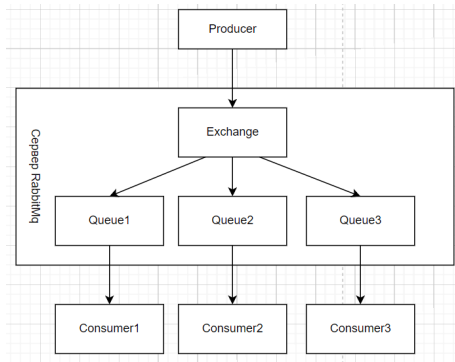 Producer
Exchange
Сервер RabbitMq
Queue1
Queue2
Queue3
Consumer1
Consumer2
Consumer3